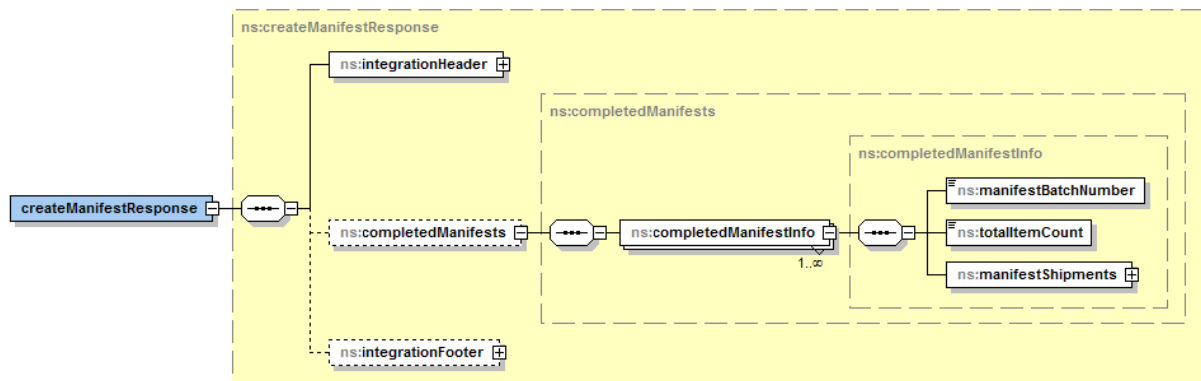 ns:createManifestResponse
ns:integrationHeader
ns:completedManifests
ns:completedManifestInfo
ns:manifestBatchNumber
createManifestResponse
ns:completedManifests
ns:completedManifestInfo
1..∞
ns:totalItemCount
ns:manifestShipments
ns:integrationFooter